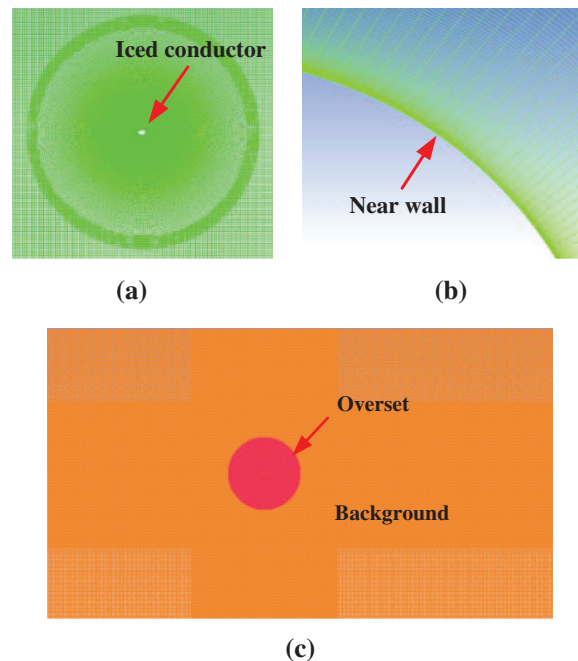 Iced conductor
Near wall
(a)
(b)
Overset
Background
(c)